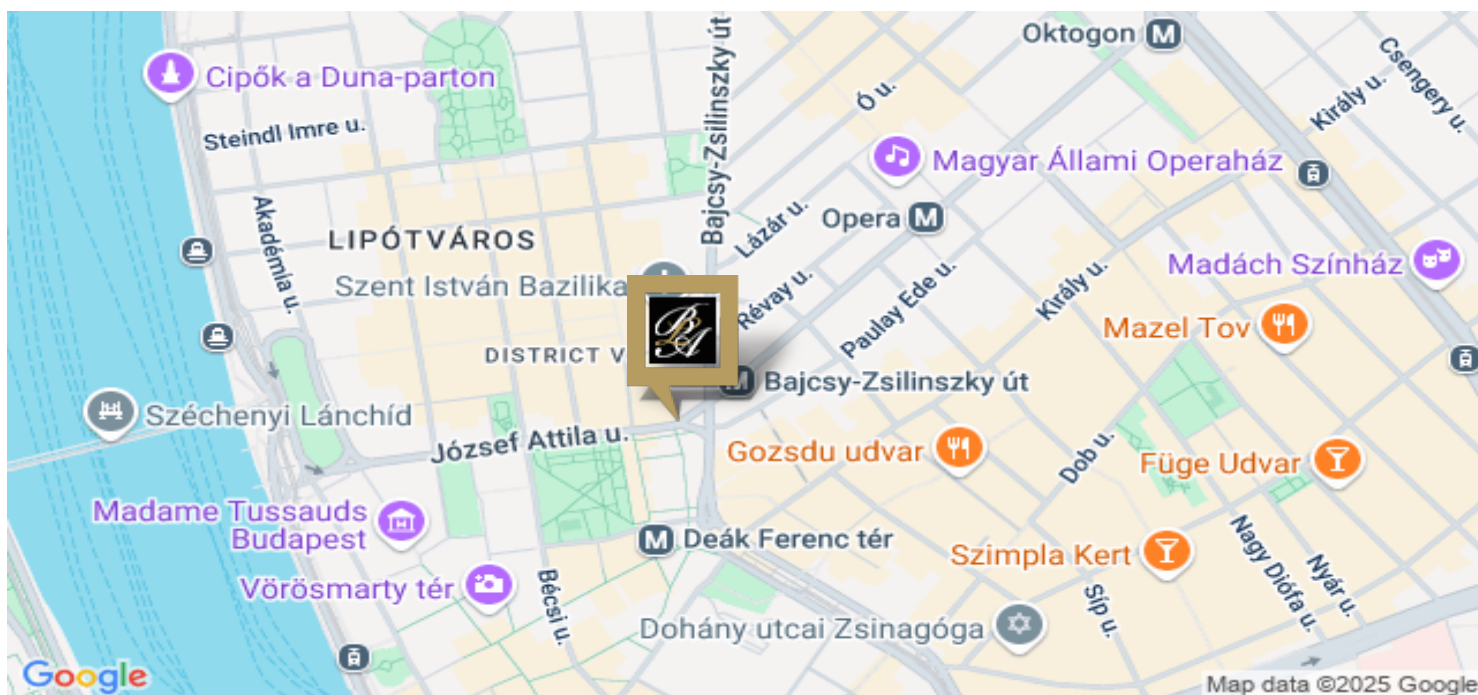 Oktogon M
Csengery u.
Király u.
Cipők a Duna-parton
Bajcsy-Zsilinszky út
Ó u.
Steindl Imre u.
Magyar Állami Operaház
Akadémia u.
Lázár u.
Opera M
LIPÓTVÁROS
Madách Színház
Szent István Bazilika
Révay u.
Paulay Ede u.
Király u.
BA
Mazel Tov
DISTRICT V
M Bajcsy-Zsilinszky út
Széchenyi Lánchíd
József Attila u.
Gozsdu udvar
Dob u.
Füge Udvar
Madame Tussauds
Budapest
M Deák Ferenc tér
Szimpla Kert
Nagy Diófa u.
Nyár u.
Vörösmarty tér
Bécsi u.
Síp u.
Dohány utcai Zsinagóga
Google
Map data ©2025 Google